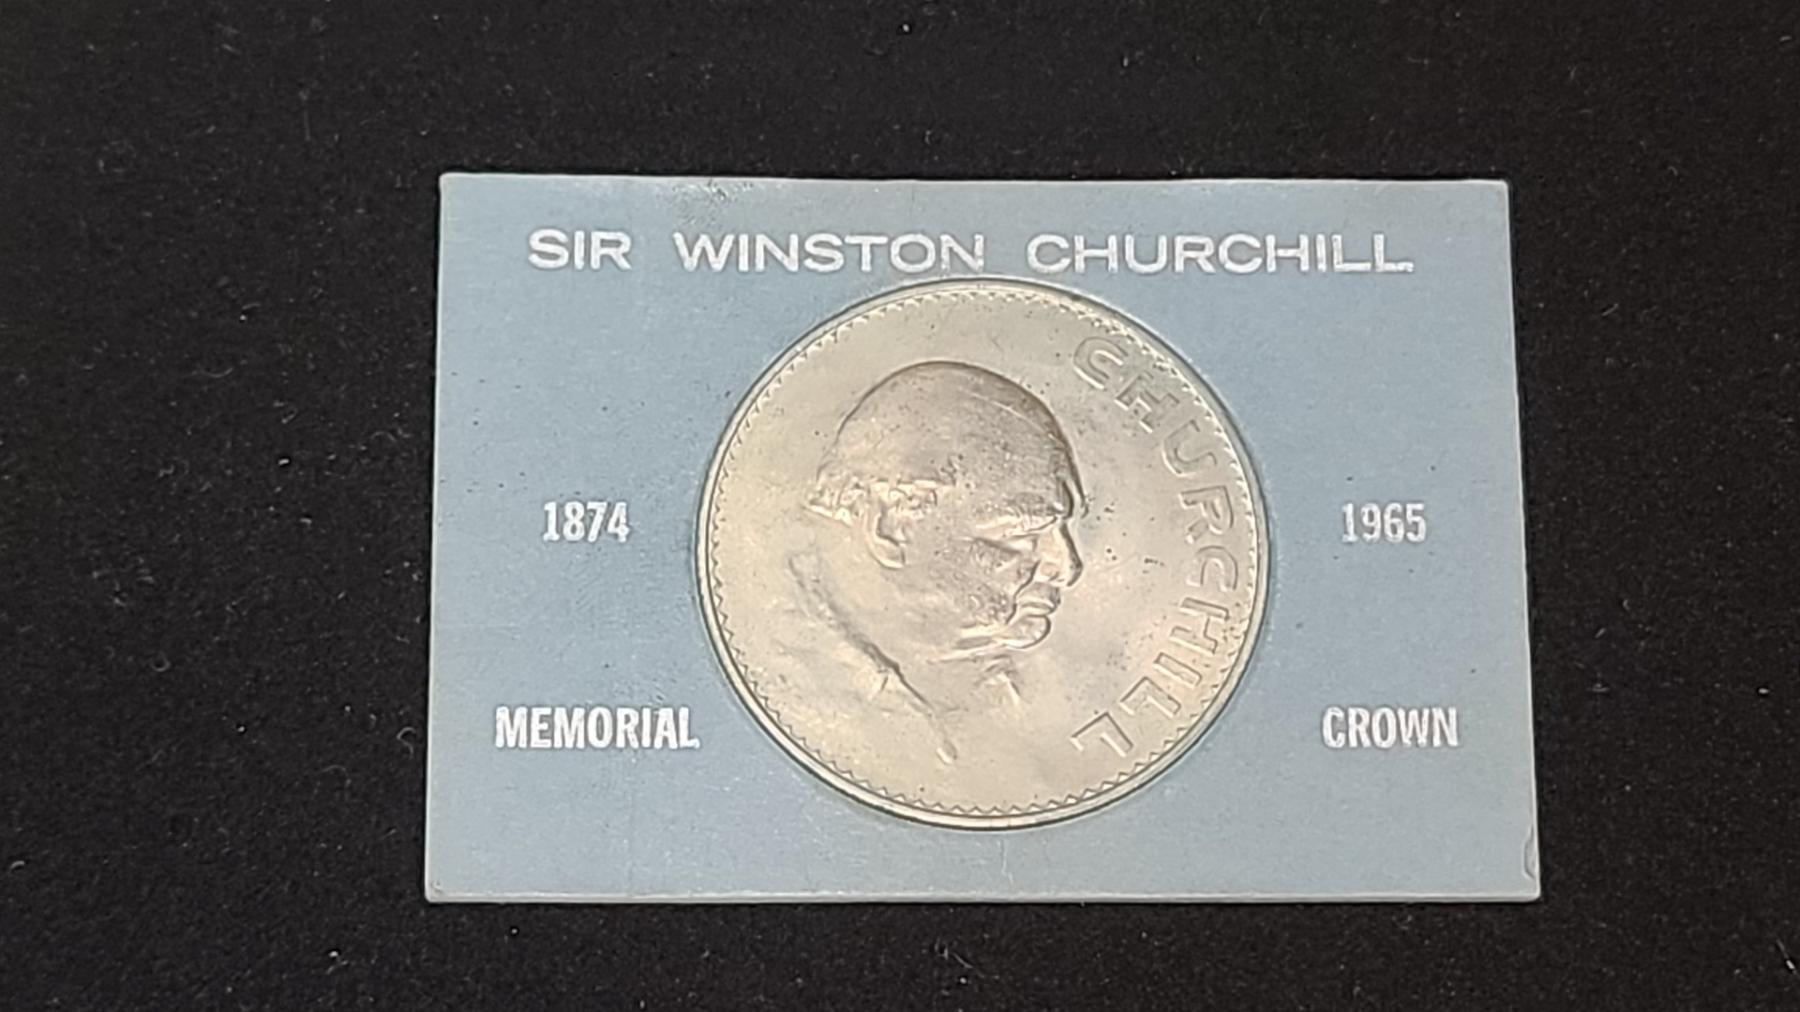 SIR WINSTON CHURCHILL
CHURCHILL
1874
1965
MEMORIAL
CROWN